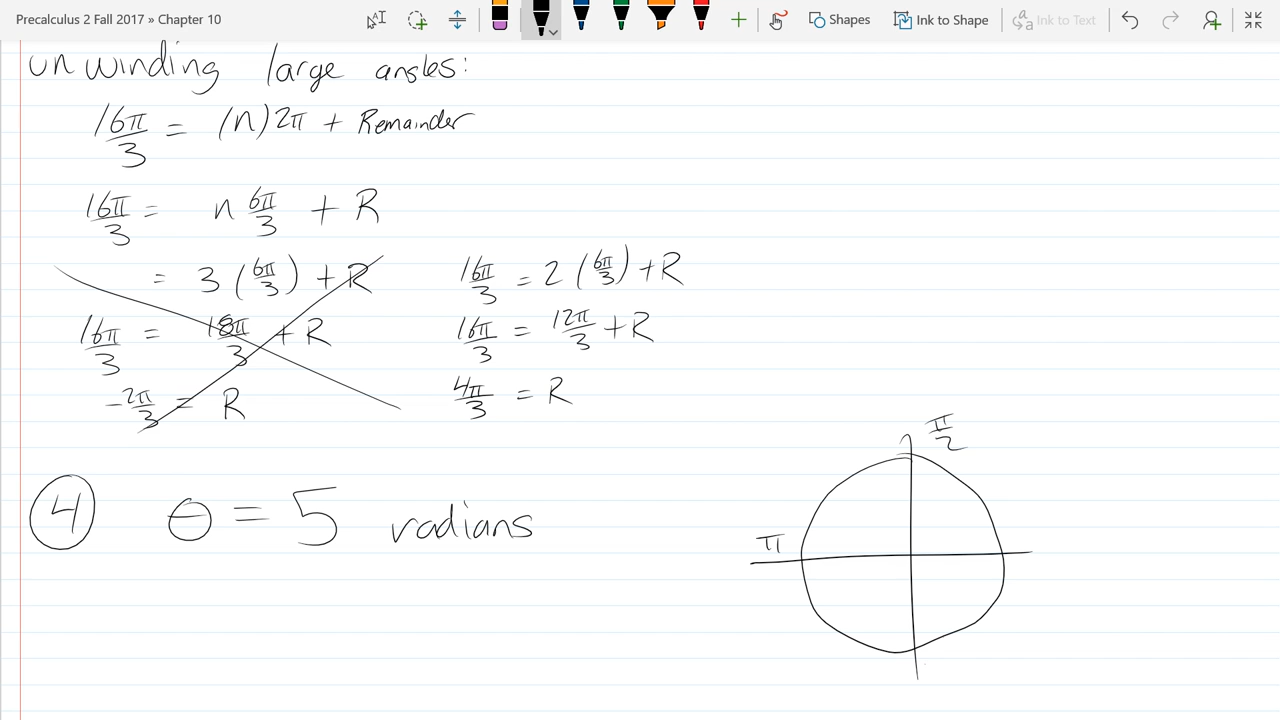 Precalculus 2 Fall 2017 » Chapter 10
Shapes
Ink to Shape
Ink to Text
unwinding large angles:
16π/3 = (n)2π + Remainder
16π/3 = n 6π/3 + R
= 3 (6π/3) + R
16π/3 = 18π/3 + R
-2π/3 = R
16π/3 = 2 (6π/3) + R
16π/3 = 12π/3 + R
4π/3 = R
4 θ = 5 radians
π/2
π